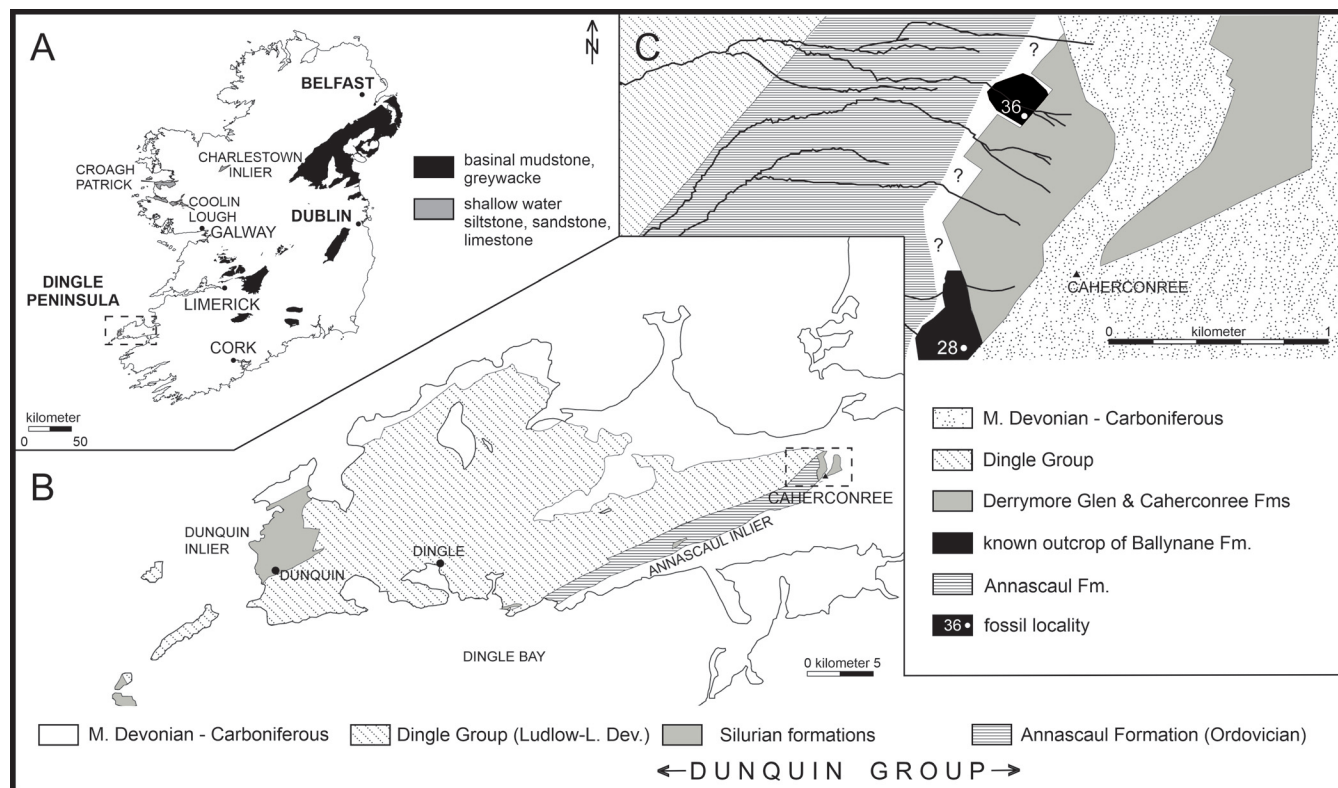 A
N
BELFAST
CHARLESTOWN
INLIER
CROAGH
PATRICK
COOLIN
LOUGH
GALWAY
DUBLIN
DINGLE
PENINSULA
LIMERICK
CORK
kilometer
0 50
basinal mudstone,
greywacke
shallow water
siltstone, sandstone,
limestone
C
?
36
?
?
28
CAHERCONREE
0 kilometer 1
M. Devonian - Carboniferous
Dingle Group
Derrymore Glen & Caherconree Fms
known outcrop of Ballynane Fm.
Annascaul Fm.
36 fossil locality
B
DUNQUIN
INLIER
DUNQUIN
DINGLE
CAHERCONREE
ANNASCAUL INLIER
DINGLE BAY
0 kilometer 5
M. Devonian - Carboniferous
Dingle Group (Ludlow-L. Dev.)
Silurian formations
Annascaul Formation (Ordovician)
DUNQUIN GROUP